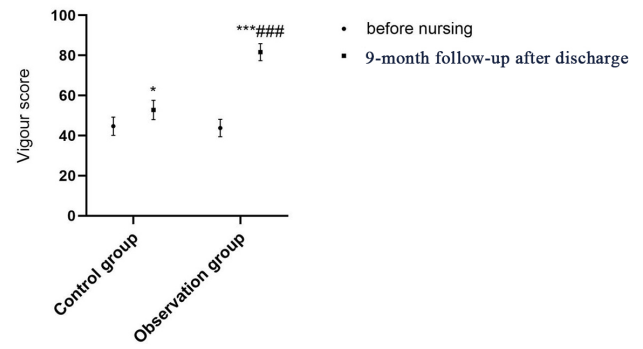 Vigour score
100
80
60
40
20
0
*
***###
Control group
Observation group
before nursing
9-month follow-up after discharge